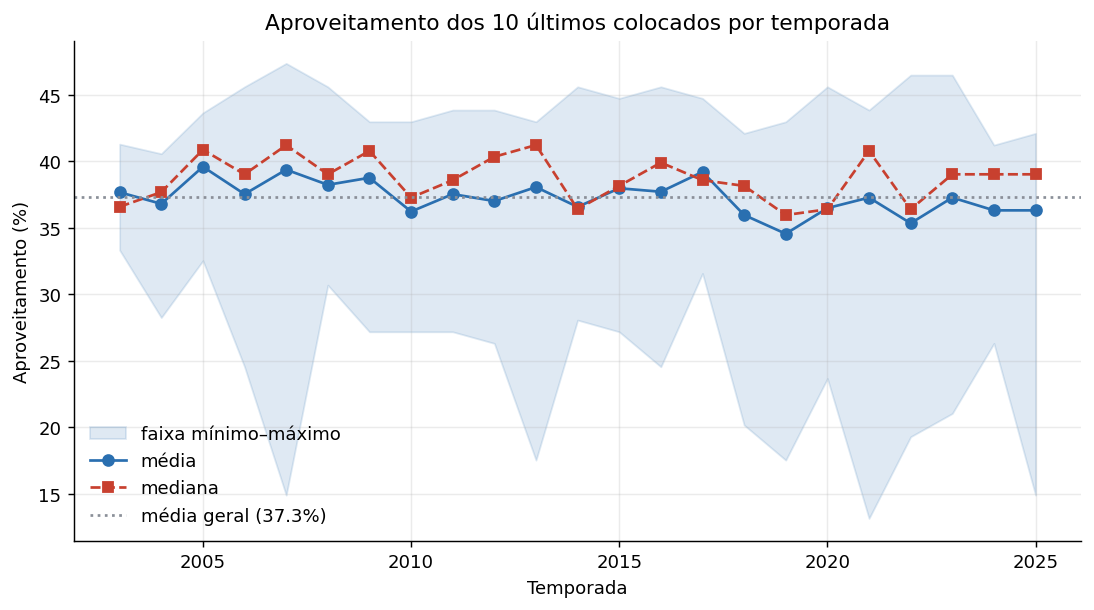 Aproveitamento dos 10 últimos colocados por temporada
Aproveitamento (%)
45
40
35
30
25
20
15
faixa mínimo–máximo
média
mediana
média geral (37.3%)
2005
2010
2015
2020
2025
Temporada